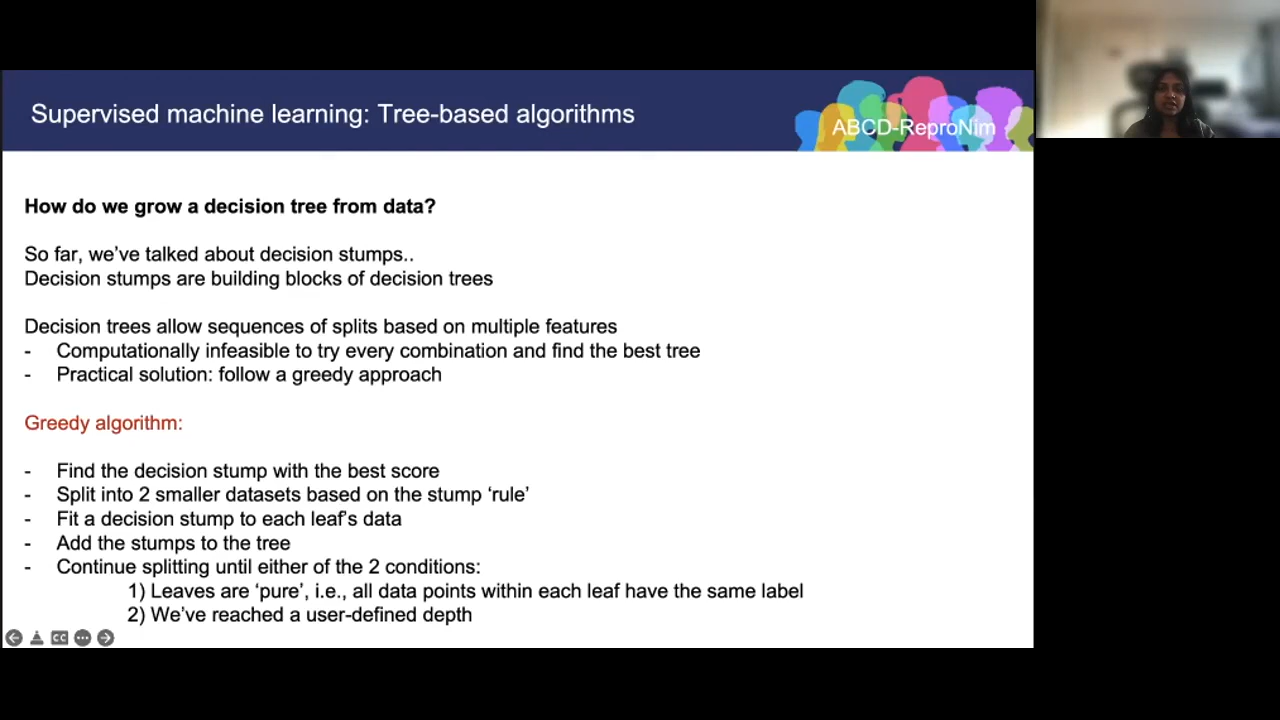 Supervised machine learning: Tree-based algorithms
ABCD-ReproNim
How do we grow a decision tree from data?
So far, we've talked about decision stumps..
Decision stumps are building blocks of decision trees
Decision trees allow sequences of splits based on multiple features
- Computationally infeasible to try every combination and find the best tree
- Practical solution: follow a greedy approach
Greedy algorithm:
- Find the decision stump with the best score
- Split into 2 smaller datasets based on the stump ‘rule’
- Fit a decision stump to each leaf's data
- Add the stumps to the tree
- Continue splitting until either of the 2 conditions:
1) Leaves are ‘pure’, i.e., all data points within each leaf have the same label
2) We've reached a user-defined depth
CC